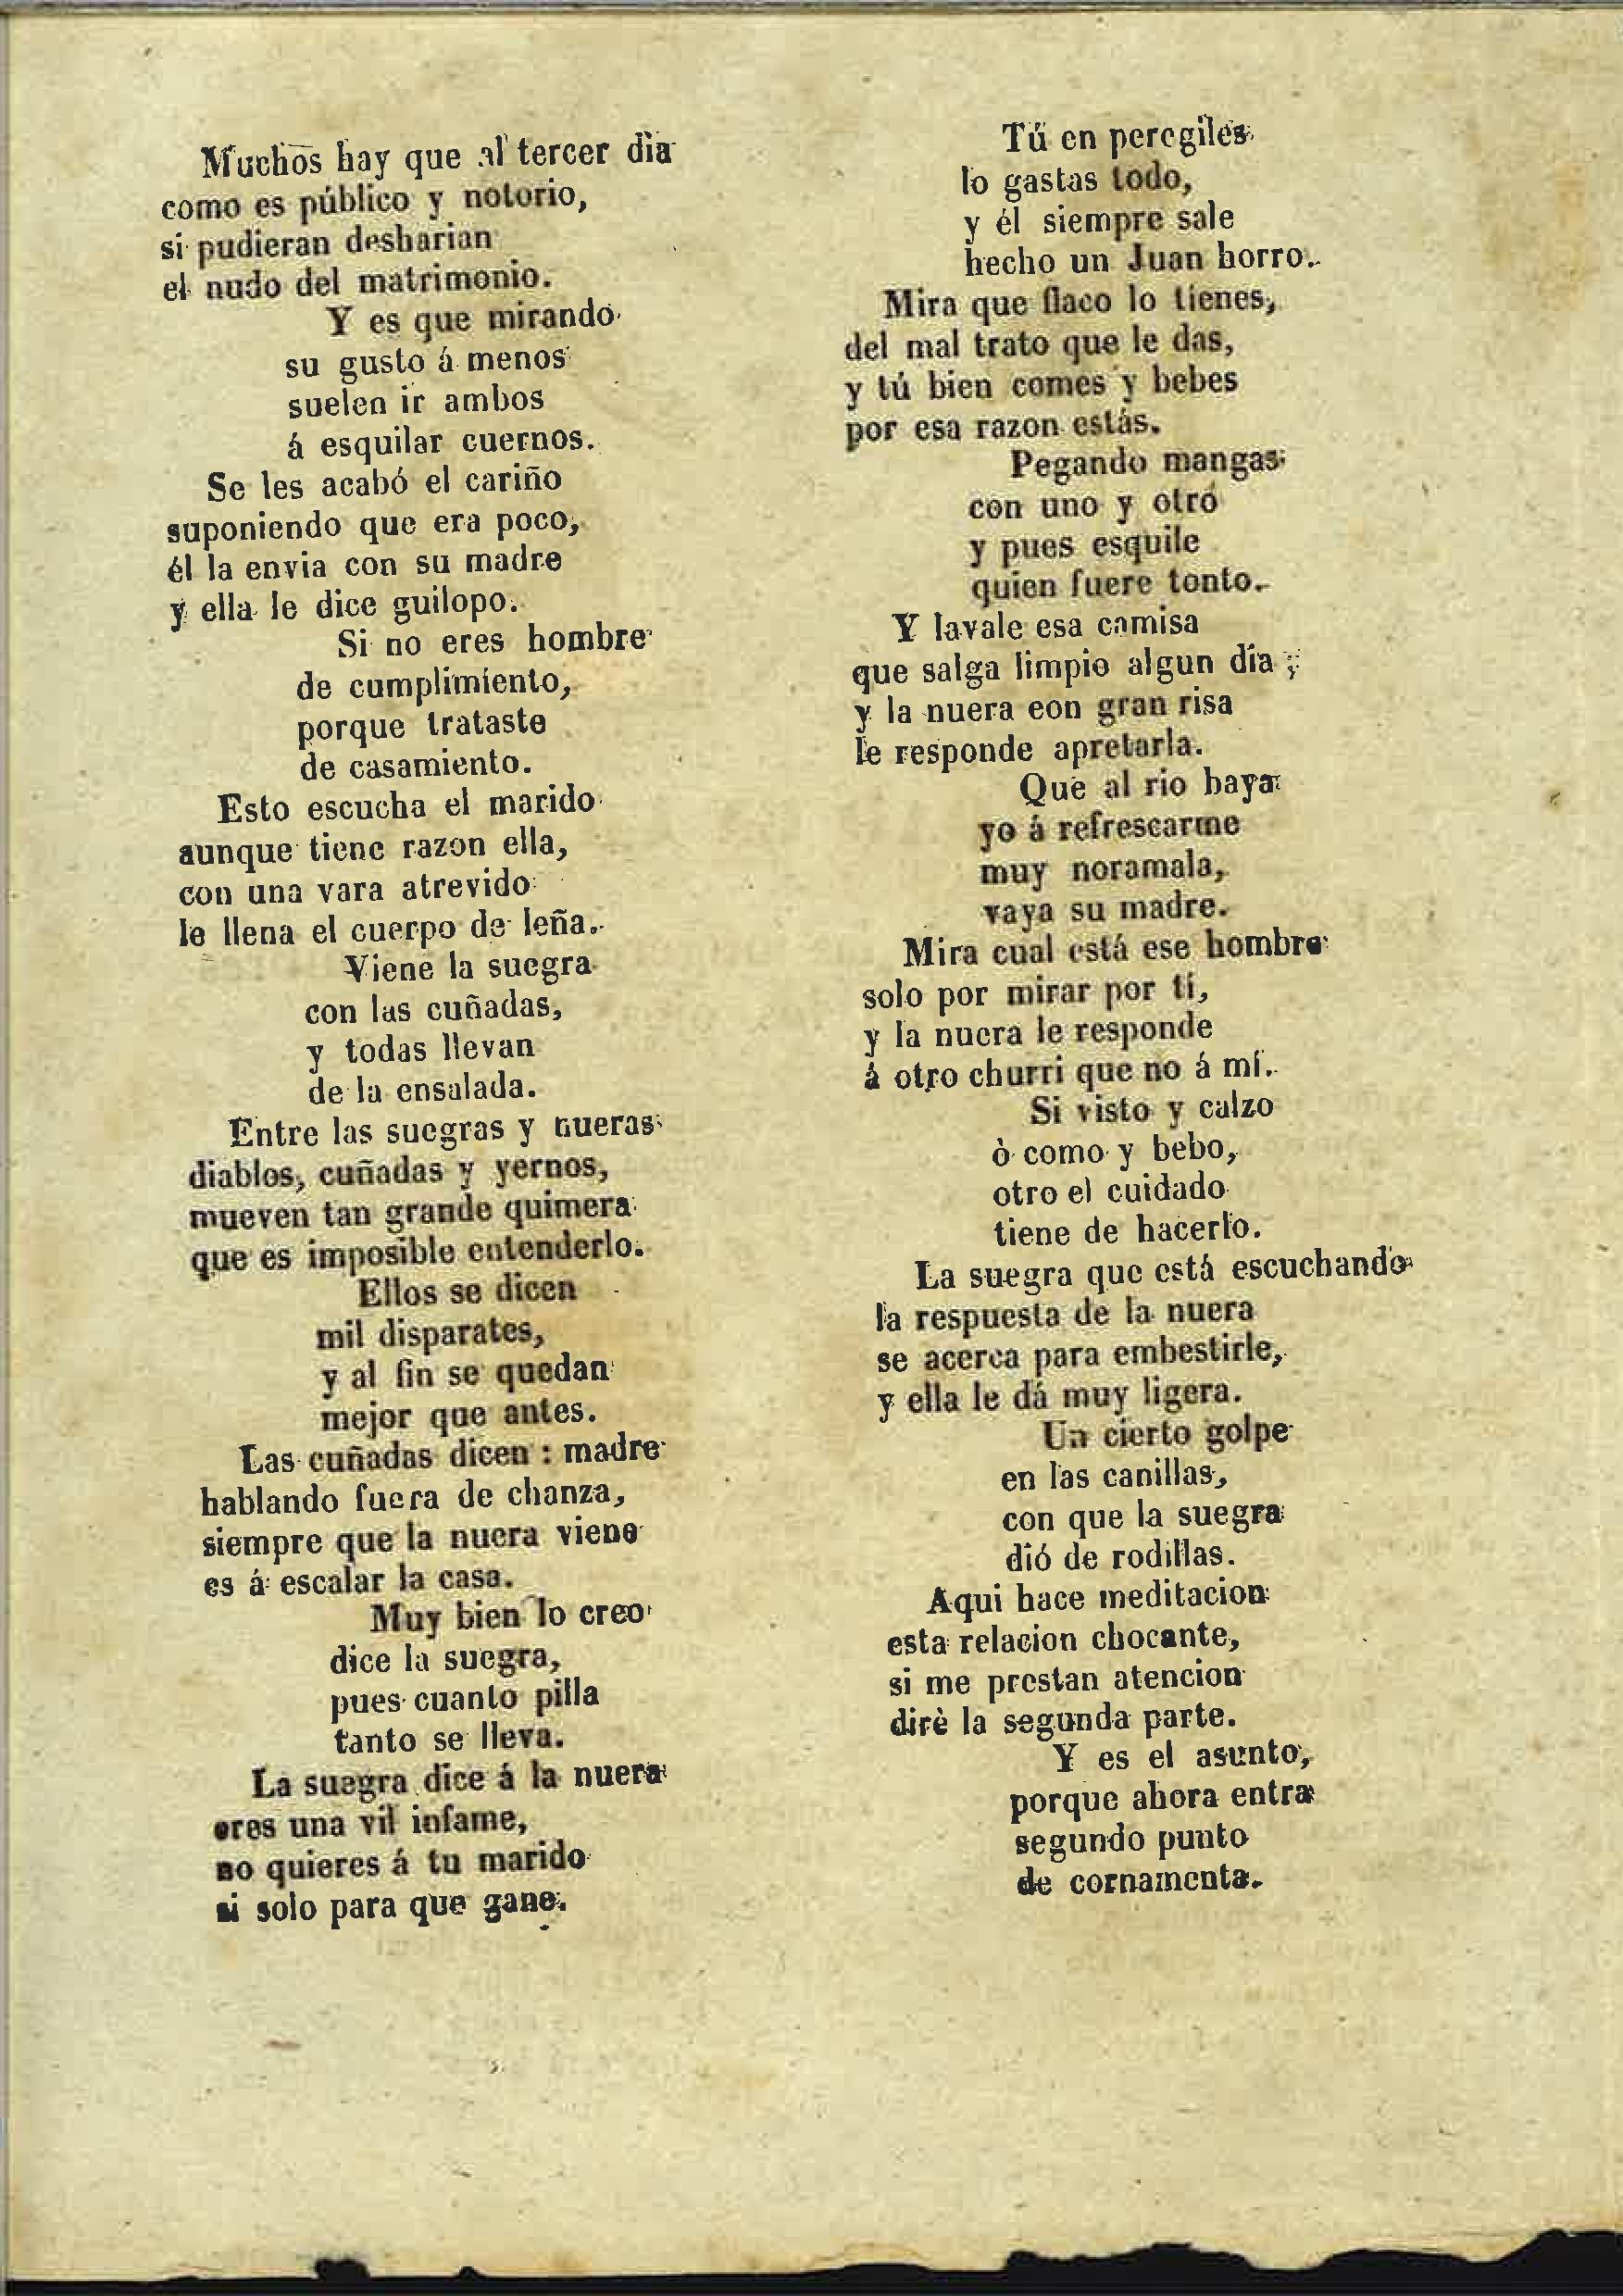 Muchos hay que al tercer dìa
como es público y notorio,
si pudieran desharian
el nudo del matrimonio.
Y es que mirando
su gusto á menos
suelen ir ambos
á esquilar cuernos.
Se les acabó el cariño
suponiendo que era poco,
él la envia con su madre
y ella le dice guilopo.
Si no eres hombre
de cumplimiento,
porque trataste
de casamiento.
Esto escucha el marido
aunque tiene razon ella,
con una vara atrevido
le llena el cuerpo de leña.
Viene la suegra
con las cuñadas,
y todas llevan
de la ensalada.
Entre las suegras y nueras
diablos, cuñadas y yernos,
mueven tan grande quimera
que es imposible entenderlo.
Ellos se dicen
mil disparates,
y al fin se quedan
mejor que antes.
Las cuñadas dicen : madre
hablando fuera de chanza,
siempre que la nuera viene
es á escalar la casa.
Muy bien lo creo
dice la suegra,
pues cuanto pilla
tanto se lleva.
La suegra dice á la nuera
eres una vil infame,
no quieres á tu marido
si solo para que gane.
Tú en peregiles
lo gastas todo,
y él siempre sale
hecho un Juan horro.
Mira que flaco lo tienes,
del mal trato que le das,
y tú bien comes y bebes
por esa razon estás.
Pegando mangas
con uno y otro
y pues esquile
quien fuere tonto.
Y lavale esa camisa
que salga limpio algun dia ;
y la nuera eon gran risa
le responde apretarla.
Que al rio haya
yo á refrescarme
muy noramala,
vaya su madre.
Mira cual está ese hombre
solo por mirar por tí,
y la nuera le responde
á otro churri que no á mí.
Si visto y calzo
ò como y bebo,
otro el cuidado
tiene de hacerlo.
La suegra que está escuchando
la respuesta de la nuera
se acerca para embestirle,
y ella le dá muy ligera.
Un cierto golpe
en las canillas,
con que la suegra
dió de rodillas.
Aqui hace meditacion
esta relacion chocante,
si me prestan atencion
dirè la segunda parte.
Y es el asunto,
porque ahora entra
segundo punto
de cornamenta.